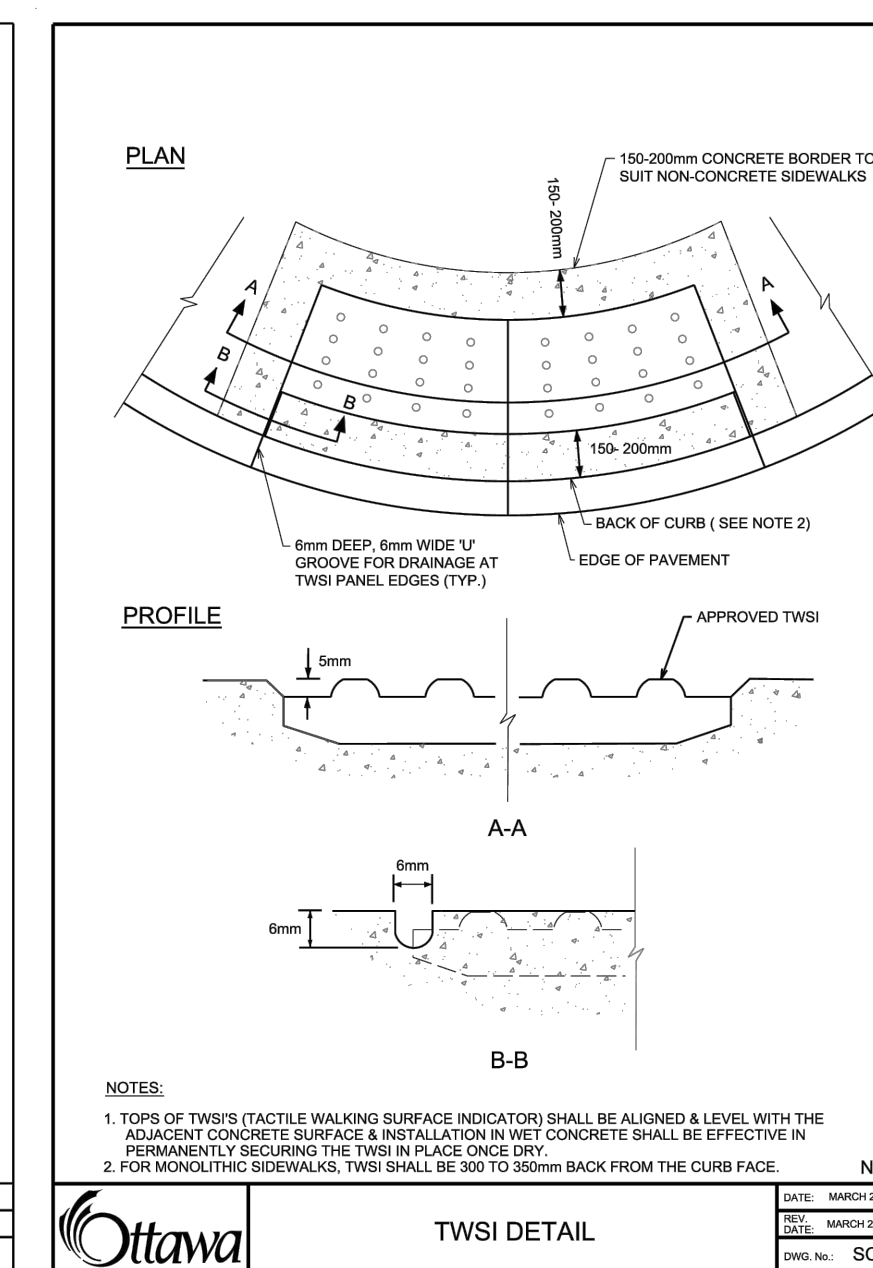 PLAN
150-200mm CONCRETE BORDER TO
SUIT NON-CONCRETE SIDEWALKS
150- 200mm
A
A
B
B
150- 200mm
BACK OF CURB ( SEE NOTE 2)
6mm DEEP, 6mm WIDE 'U'
GROOVE FOR DRAINAGE AT
TWSI PANEL EDGES (TYP.)
EDGE OF PAVEMENT
PROFILE
APPROVED TWSI
5mm
A-A
6mm
6mm
B-B
NOTES:
1. TOPS OF TWSI'S (TACTILE WALKING SURFACE INDICATOR) SHALL BE ALIGNED & LEVEL WITH THE
ADJACENT CONCRETE SURFACE & INSTALLATION IN WET CONCRETE SHALL BE EFFECTIVE IN
PERMANENTLY SECURING THE TWSI IN PLACE ONCE DRY.
2. FOR MONOLITHIC SIDEWALKS, TWSI SHALL BE 300 TO 350mm BACK FROM THE CURB FACE.
Ottawa
TWSI DETAIL
DATE: MARCH 2
REV.
DATE: MARCH 2
DWG. No.: